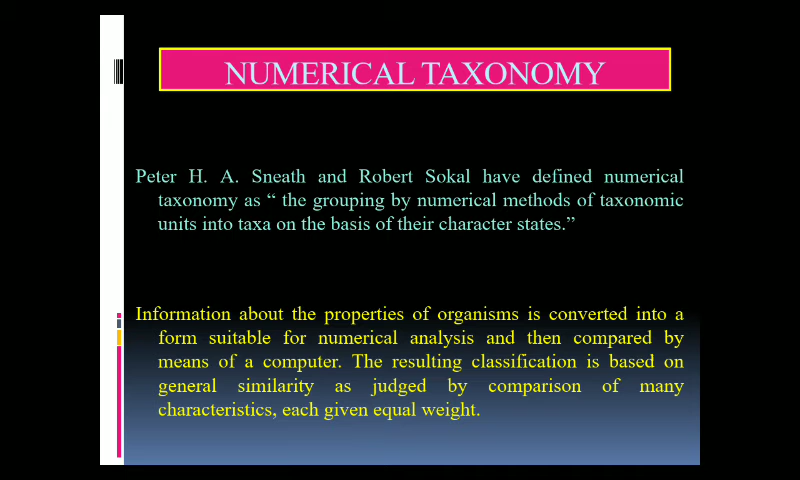 NUMERICAL TAXONOMY
Peter H. A. Sneath and Robert Sokal have defined numerical
taxonomy as “ the grouping by numerical methods of taxonomic
units into taxa on the basis of their character states.”
Information about the properties of organisms is converted into a
form suitable for numerical analysis and then compared by
means of a computer. The resulting classification is based on
general similarity as judged by comparison of many
characteristics, each given equal weight.